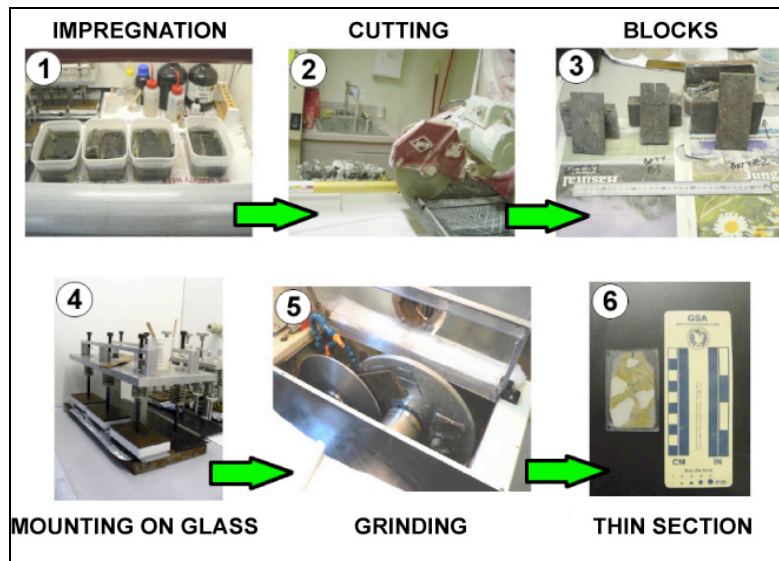 IMPREGNATION
CUTTING
BLOCKS
1
2
3
4
5
6
GSA
CM
IN
MOUNTING ON GLASS
GRINDING
THIN SECTION